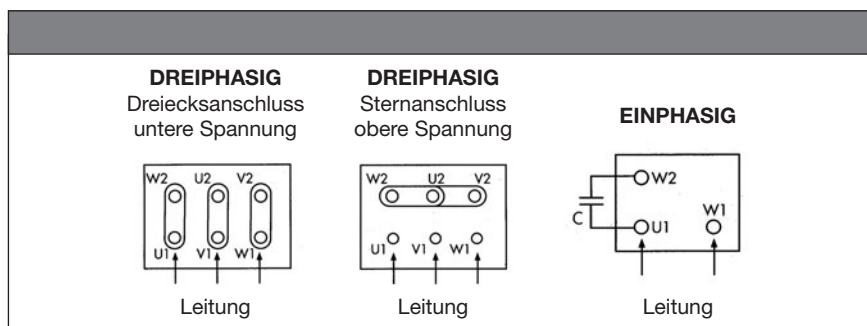 DREIPHASIG
Dreiecksanschluss
untere Spannung
W2 U2 V2
U1 V1 W1
Leitung
DREIPHASIG
Sternanschluss
obere Spannung
W2 U2 V2
U1 V1 W1
Leitung
EINPHASIG
W2
C
U1 W1
Leitung